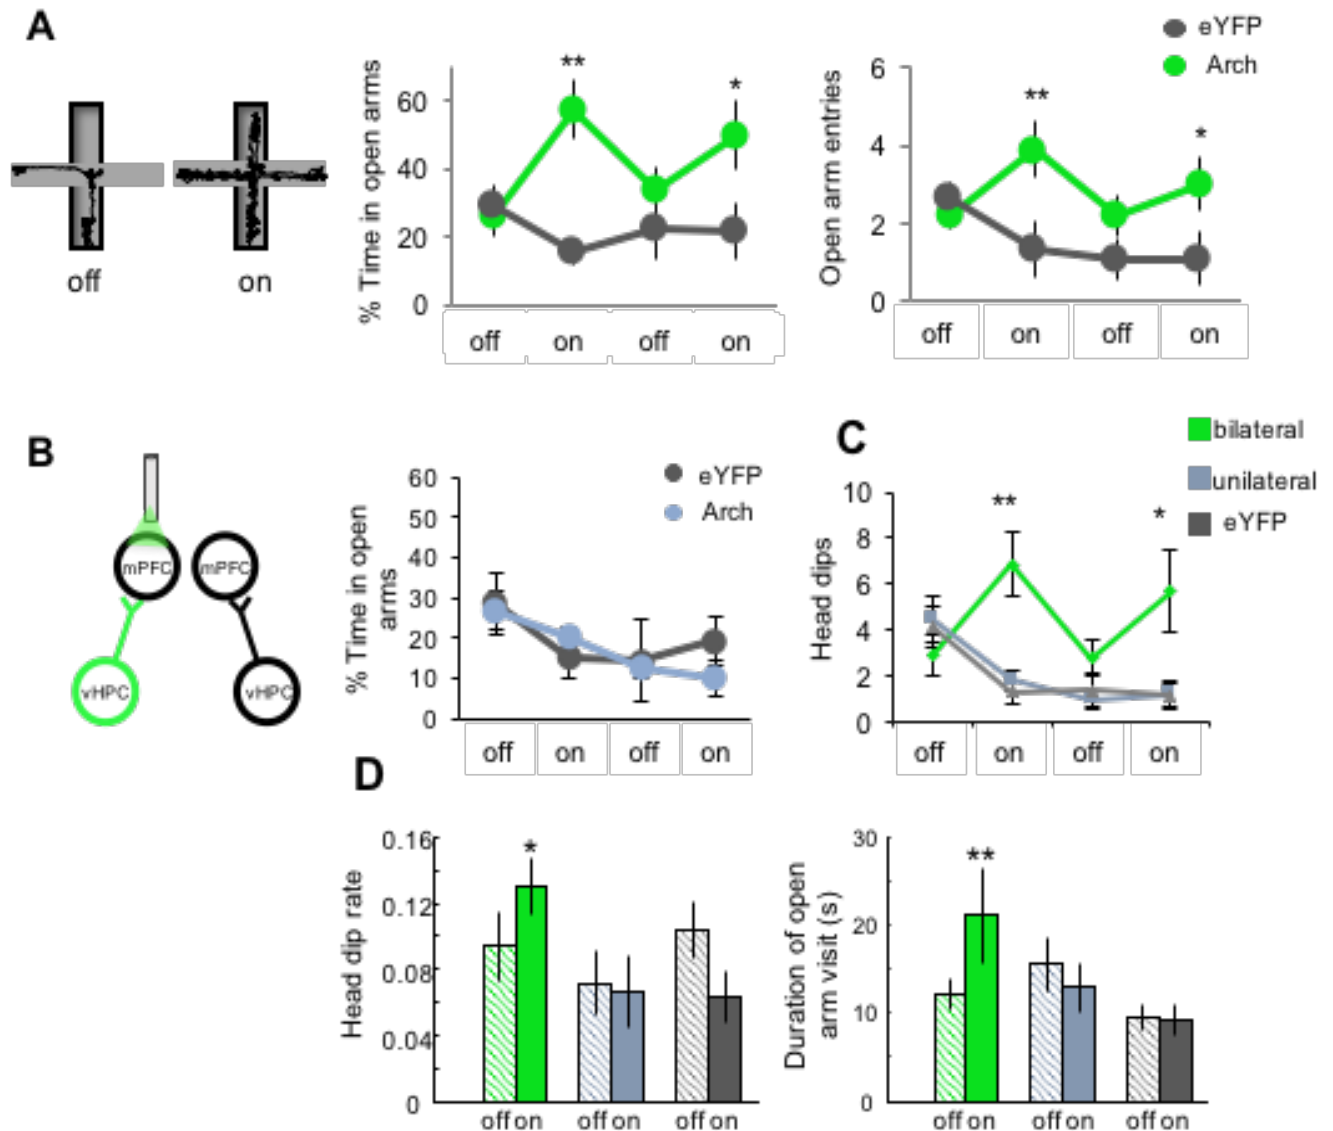 A
eYFP
Arch
off
on
% Time in open arms
60
40
20
0
**
*
off on off on
Open arm entries
6
4
2
0
**
*
off on off on
B
mPFC mPFC
vHPC vHPC
% Time in open
arms
60
50
40
30
20
10
0
eYFP
Arch
off on off on
C
bilateral
unilateral
eYFP
Head dips
10
8
6
4
2
0
**
*
off on off on
D
Head dip rate
0.16
0.12
0.08
0.04
0
*
off on off on off on
Duration of open
arm visit (s)
30
20
10
0
**
off on off on off on